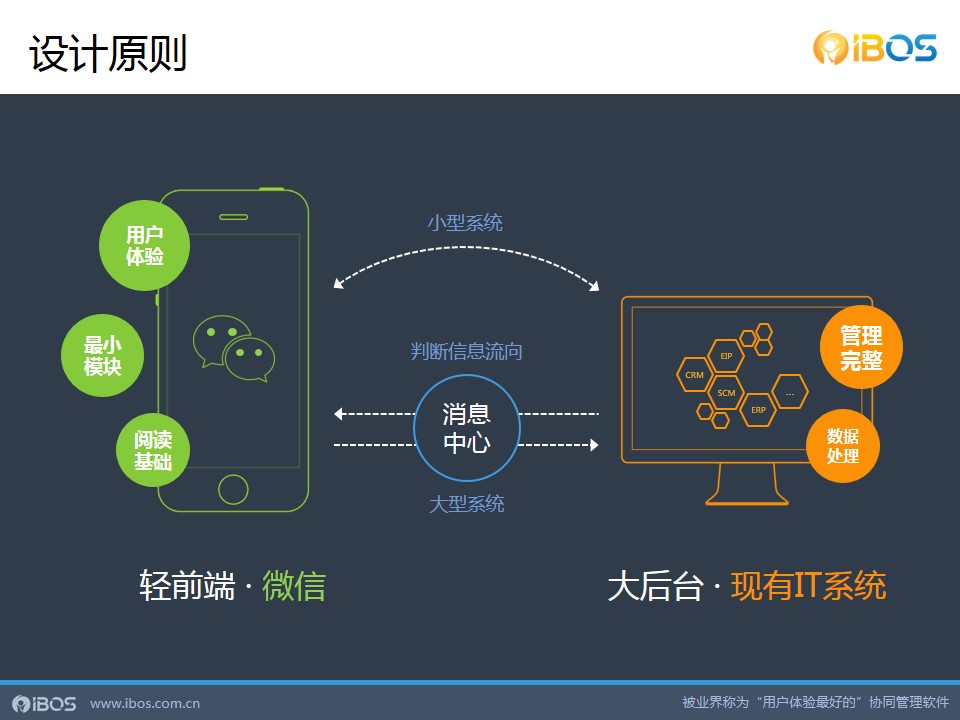 设计原则
IBOS
用户
体验
最小
模块
阅读
基础
小型系统
判断信息流向
消息
中心
大型系统
CRM
EIP
SCM
ERP
...
管理
完整
数据
处理
轻前端 · 微信
大后台 · 现有IT系统
IBOS www.ibos.com.cn
被业界称为“用户体验最好的”协同管理软件